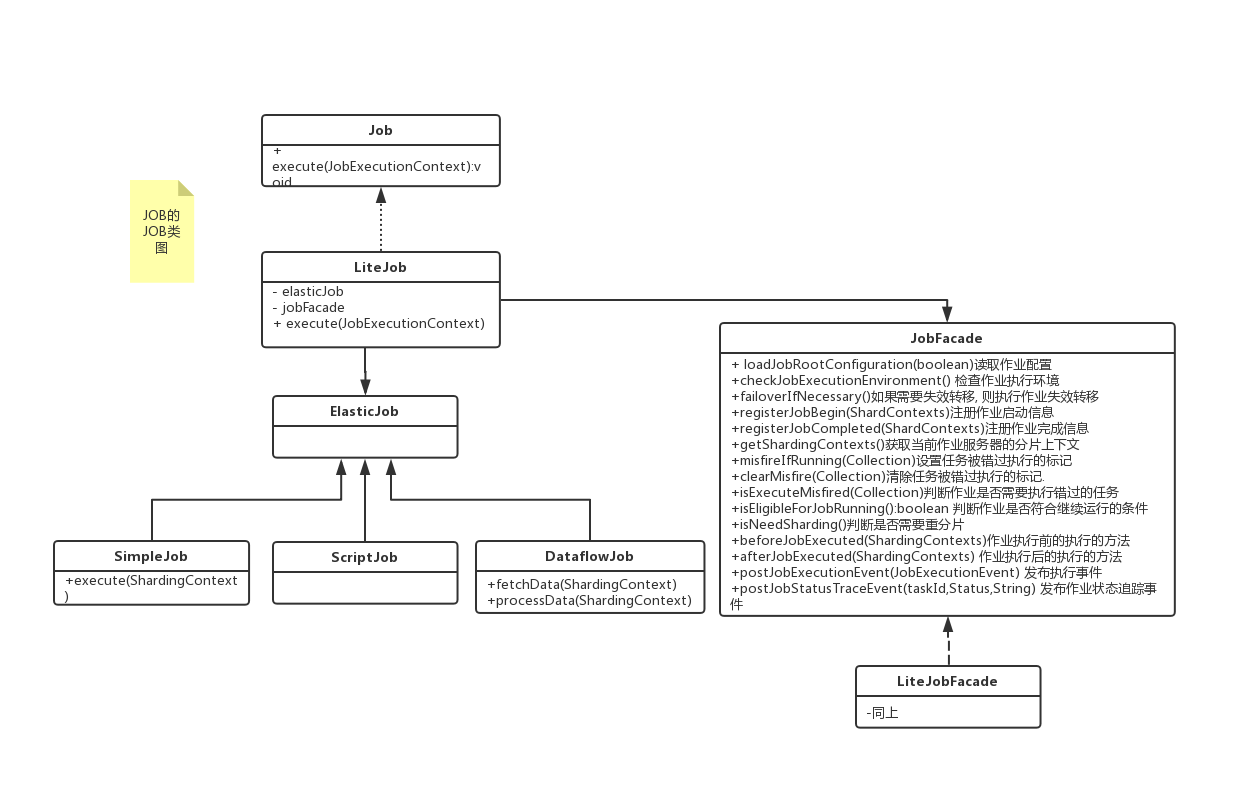 Job
+
execute(JobExecutionContext):v
oid
JOB的
JOB类
图
LiteJob
- elasticJob
- jobFacade
+ execute(JobExecutionContext)
JobFacade
+ loadJobRootConfiguration(boolean)读取作业配置
+checkJobExecutionEnvironment() 检查作业执行环境
+failoverIfNecessary()如果需要失效转移, 则执行作业失效转移
+registerJobBegin(ShardContexts)注册作业启动信息
+registerJobCompleted(ShardContexts)注册作业完成信息
+getShardingContexts()获取当前作业服务器的分片上下文
+misfireIfRunning(Collection)设置任务被错过执行的标记
+clearMisfire(Collection)清除任务被错过执行的标记.
+isExecuteMisfired(Collection)判断作业是否需要执行错过的任务
+isEligibleForJobRunning():boolean 判断作业是否符合继续运行的条件
+isNeedSharding()判断是否需要重分片
+beforeJobExecuted(ShardingContexts)作业执行前的执行的方法
+afterJobExecuted(ShardingContexts) 作业执行后的执行的方法
+postJobExecutionEvent(JobExecutionEvent) 发布执行事件
+postJobStatusTraceEvent(taskId,Status,String) 发布作业状态追踪事
件
ElasticJob
SimpleJob
+execute(ShardingContext
)
ScriptJob
DataflowJob
+fetchData(ShardingContext)
+processData(ShardingContext)
LiteJobFacade
-同上